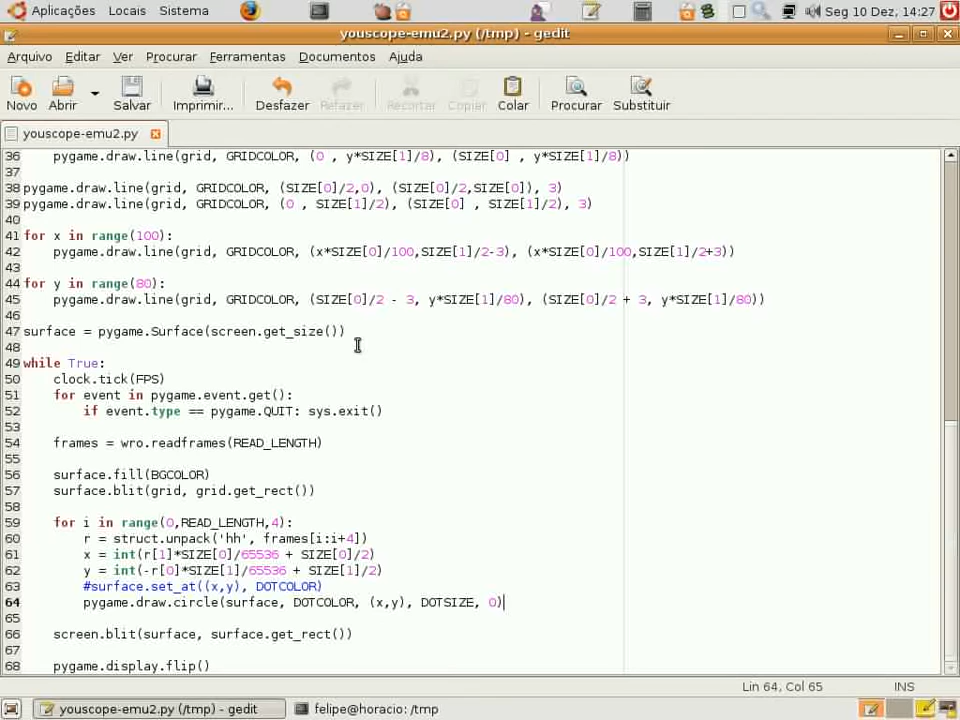 Aplicações Locais Sistema Seg 10 Dez, 14:27
youscope-emu2.py (/tmp) - gedit
Arquivo Editar Ver Procurar Ferramentas Documentos Ajuda
Novo Abrir Salvar Imprimir... Desfazer Refazer Recortar Copiar Colar Procurar Substituir
youscope-emu2.py
36     pygame.draw.line(grid, GRIDCOLOR, (0 , y*SIZE[1]/8), (SIZE[0] , y*SIZE[1]/8))
37
38 pygame.draw.line(grid, GRIDCOLOR, (SIZE[0]/2,0), (SIZE[0]/2,SIZE[0]), 3)
39 pygame.draw.line(grid, GRIDCOLOR, (0 , SIZE[1]/2), (SIZE[0] , SIZE[1]/2), 3)
40
41 for x in range(100):
42     pygame.draw.line(grid, GRIDCOLOR, (x*SIZE[0]/100,SIZE[1]/2-3), (x*SIZE[0]/100,SIZE[1]/2+3))
43
44 for y in range(80):
45     pygame.draw.line(grid, GRIDCOLOR, (SIZE[0]/2 - 3, y*SIZE[1]/80), (SIZE[0]/2 + 3, y*SIZE[1]/80))
46
47 surface = pygame.Surface(screen.get_size())
48
49 while True:
50     clock.tick(FPS)
51     for event in pygame.event.get():
52         if event.type == pygame.QUIT: sys.exit()
53
54     frames = wro.readframes(READ_LENGTH)
55
56     surface.fill(BGCOLOR)
57     surface.blit(grid, grid.get_rect())
58
59     for i in range(0,READ_LENGTH,4):
60         r = struct.unpack('hh', frames[i:i+4])
61         x = int(r[1]*SIZE[0]/65536 + SIZE[0]/2)
62         y = int(-r[0]*SIZE[1]/65536 + SIZE[1]/2)
63         #surface.set_at((x,y), DOTCOLOR)
64         pygame.draw.circle(surface, DOTCOLOR, (x,y), DOTSIZE, 0)
65
66     screen.blit(surface, surface.get_rect())
67
68     pygame.display.flip()
Lin 64, Col 65 INS
youscope-emu2.py (/tmp) - gedit felipe@horacio: /tmp